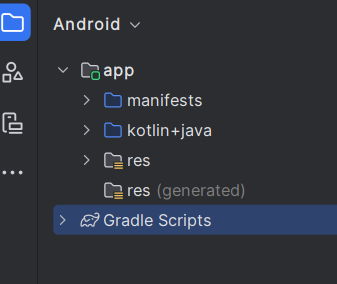 Android
app
manifests
kotlin+java
res
res (generated)
Gradle Scripts